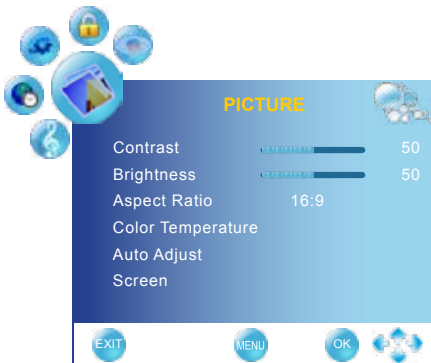 PICTURE
Contrast 50
Brightness 50
Aspect Ratio 16:9
Color Temperature
Auto Adjust
Screen
EXIT MENU OK